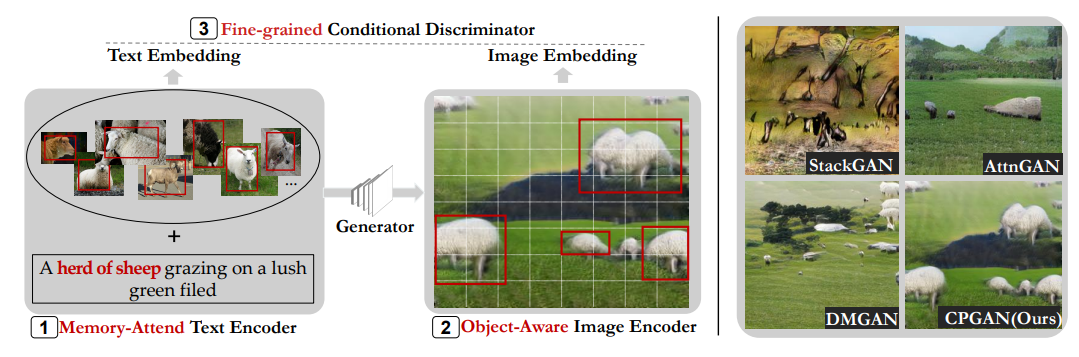 3 Fine-grained Conditional Discriminator
Text Embedding
Image Embedding
...
+
A herd of sheep grazing on a lush
green filed
Generator
1 Memory-Attend Text Encoder
2 Object-Aware Image Encoder
StackGAN
AttnGAN
DMGAN
CPGAN(Ours)